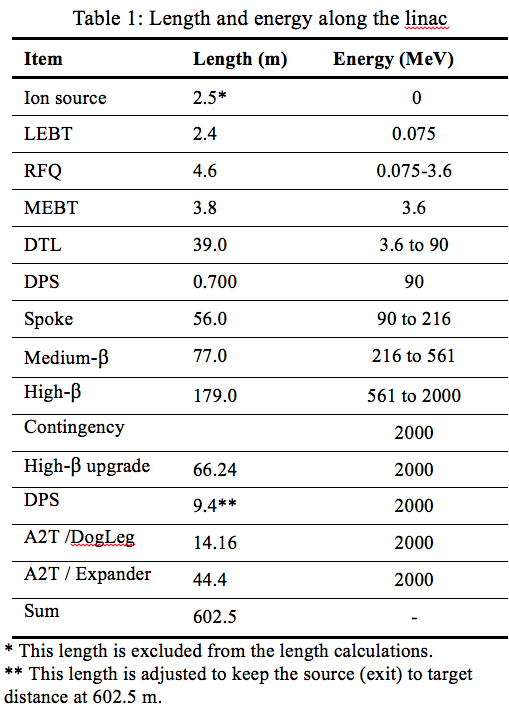 Table 1: Length and energy along the linac
Item Length (m) Energy (MeV)
Ion source 2.5* 0
LEBT 2.4 0.075
RFQ 4.6 0.075-3.6
MEBT 3.8 3.6
DTL 39.0 3.6 to 90
DPS 0.700 90
Spoke 56.0 90 to 216
Medium-β 77.0 216 to 561
High-β 179.0 561 to 2000
Contingency 2000
High-β upgrade 66.24 2000
DPS 9.4** 2000
A2T /DogLeg 14.16 2000
A2T / Expander 44.4 2000
Sum 602.5 -
* This length is excluded from the length calculations.
** This length is adjusted to keep the source (exit) to target
distance at 602.5 m.